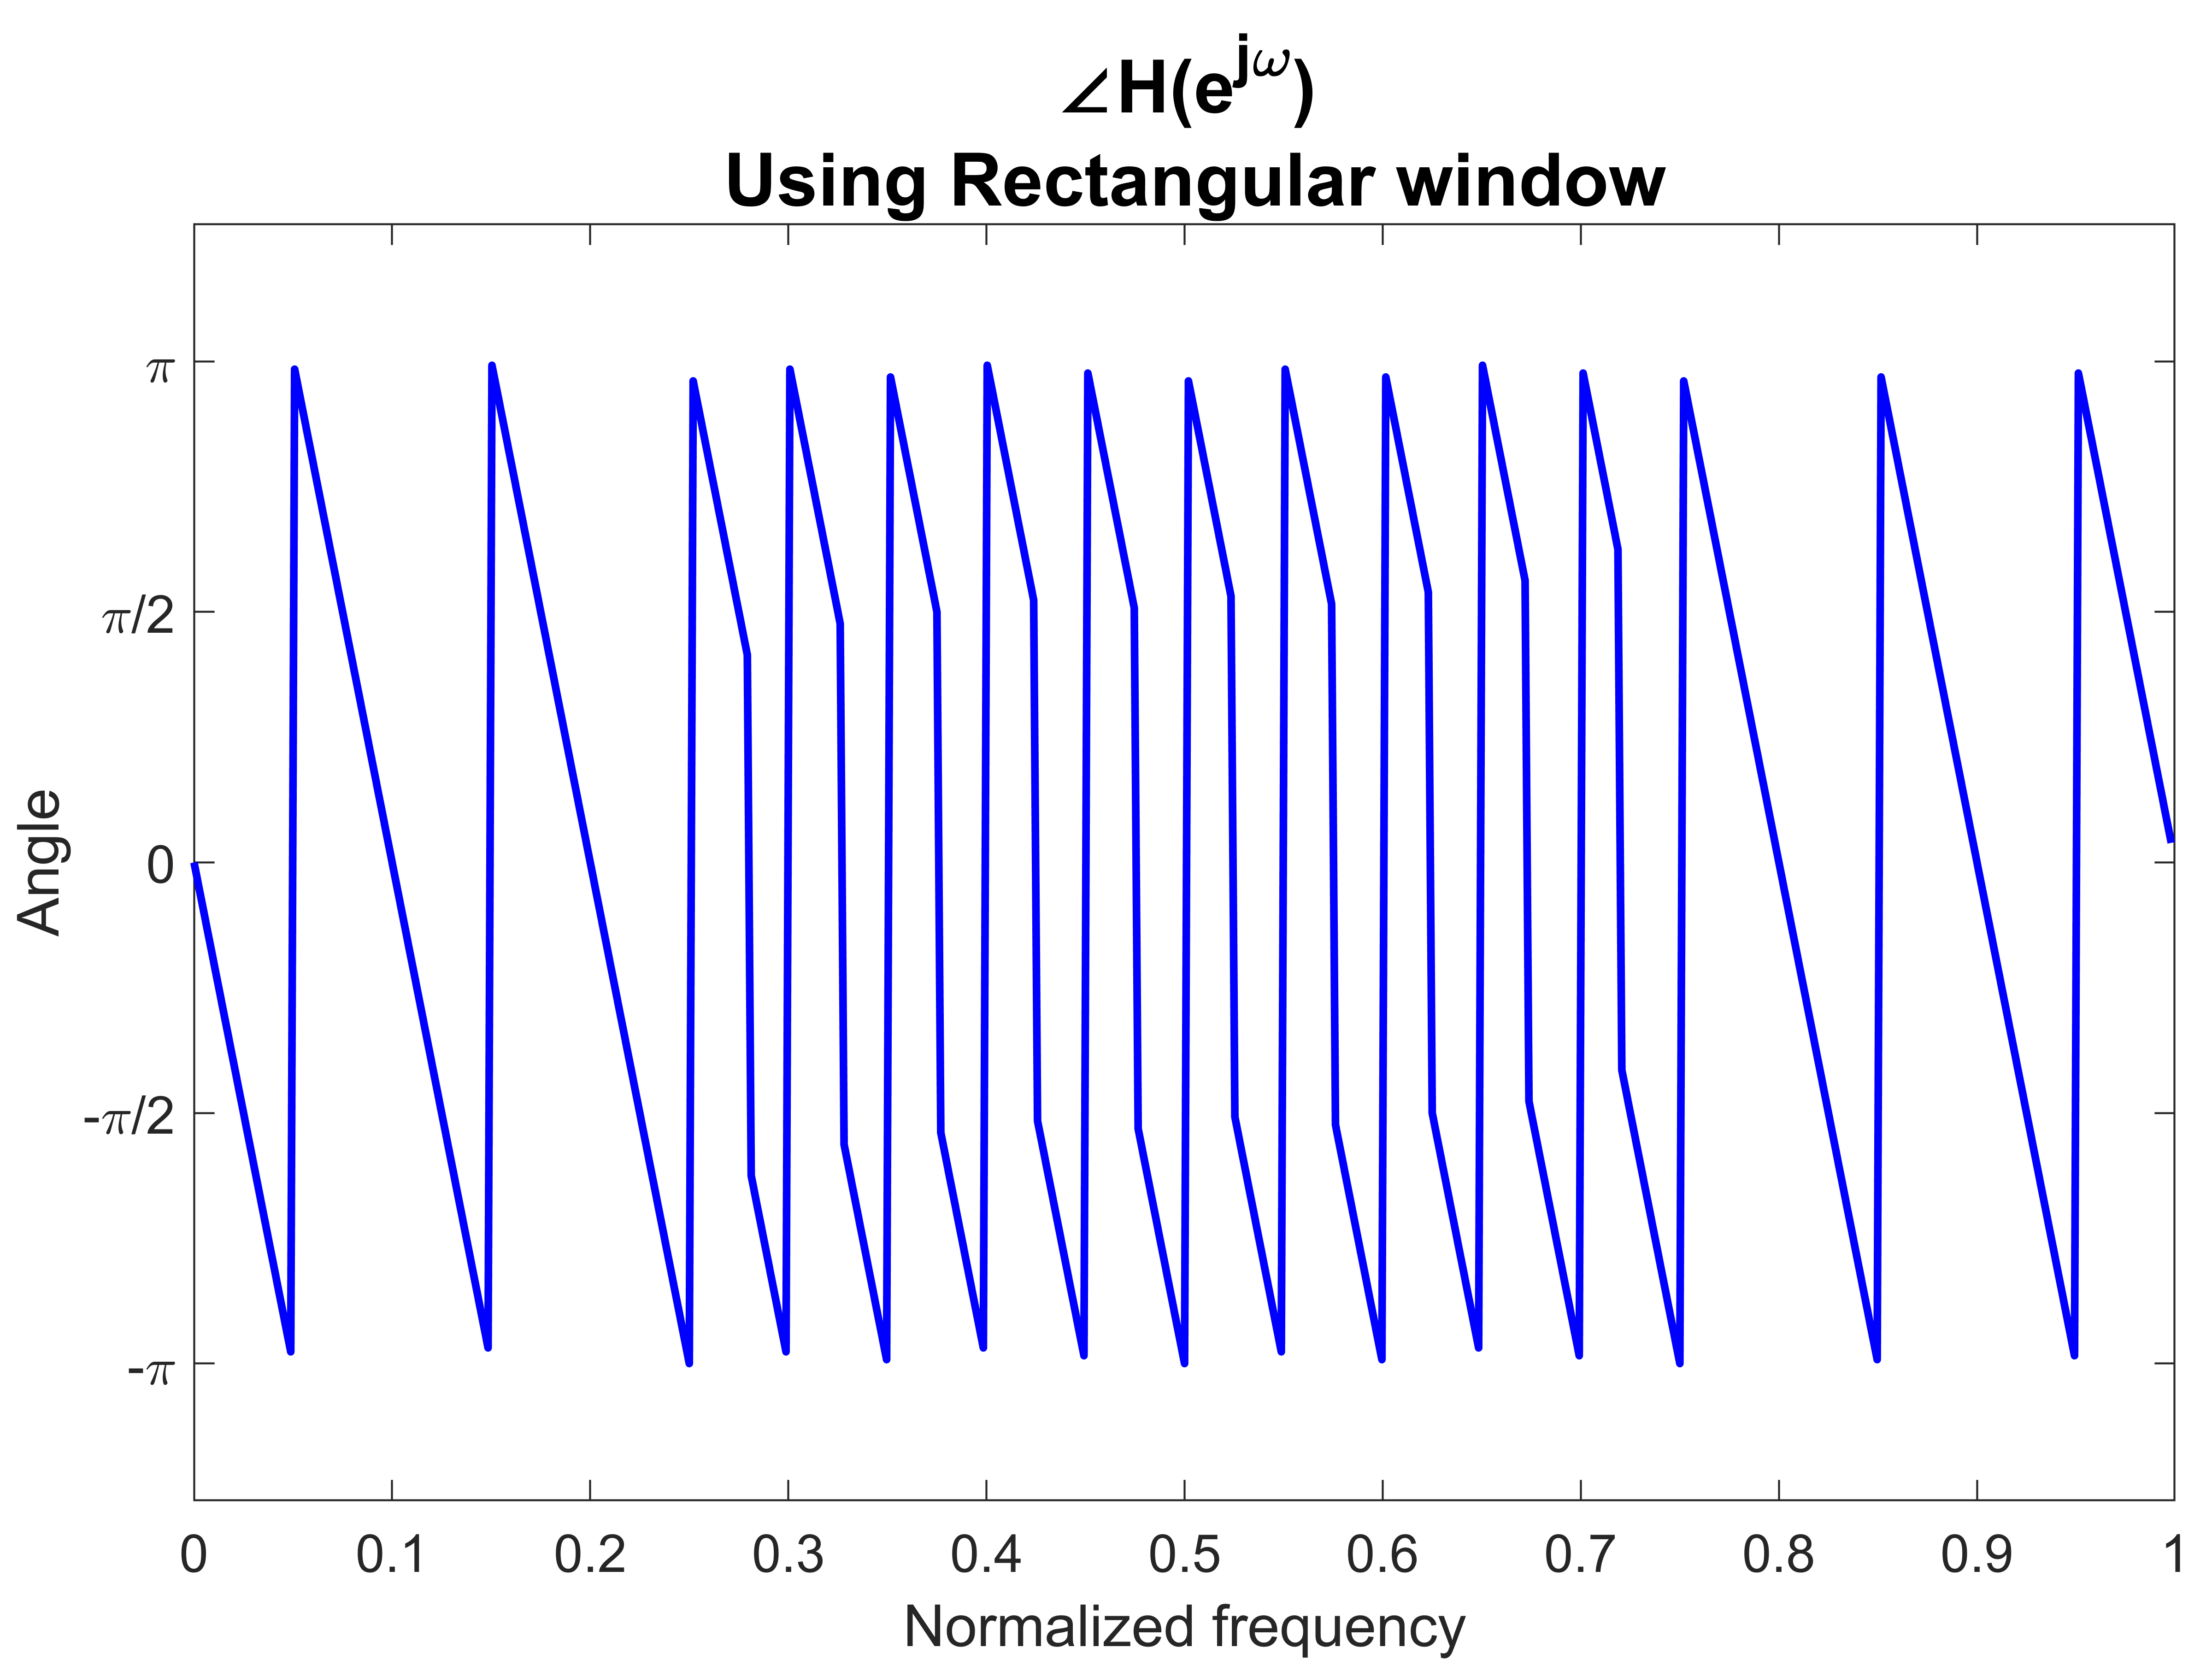 ∠H(e^jω)
Using Rectangular window
π
π/2
0
-π/2
-π
Angle
0 0.1 0.2 0.3 0.4 0.5 0.6 0.7 0.8 0.9 1
Normalized frequency